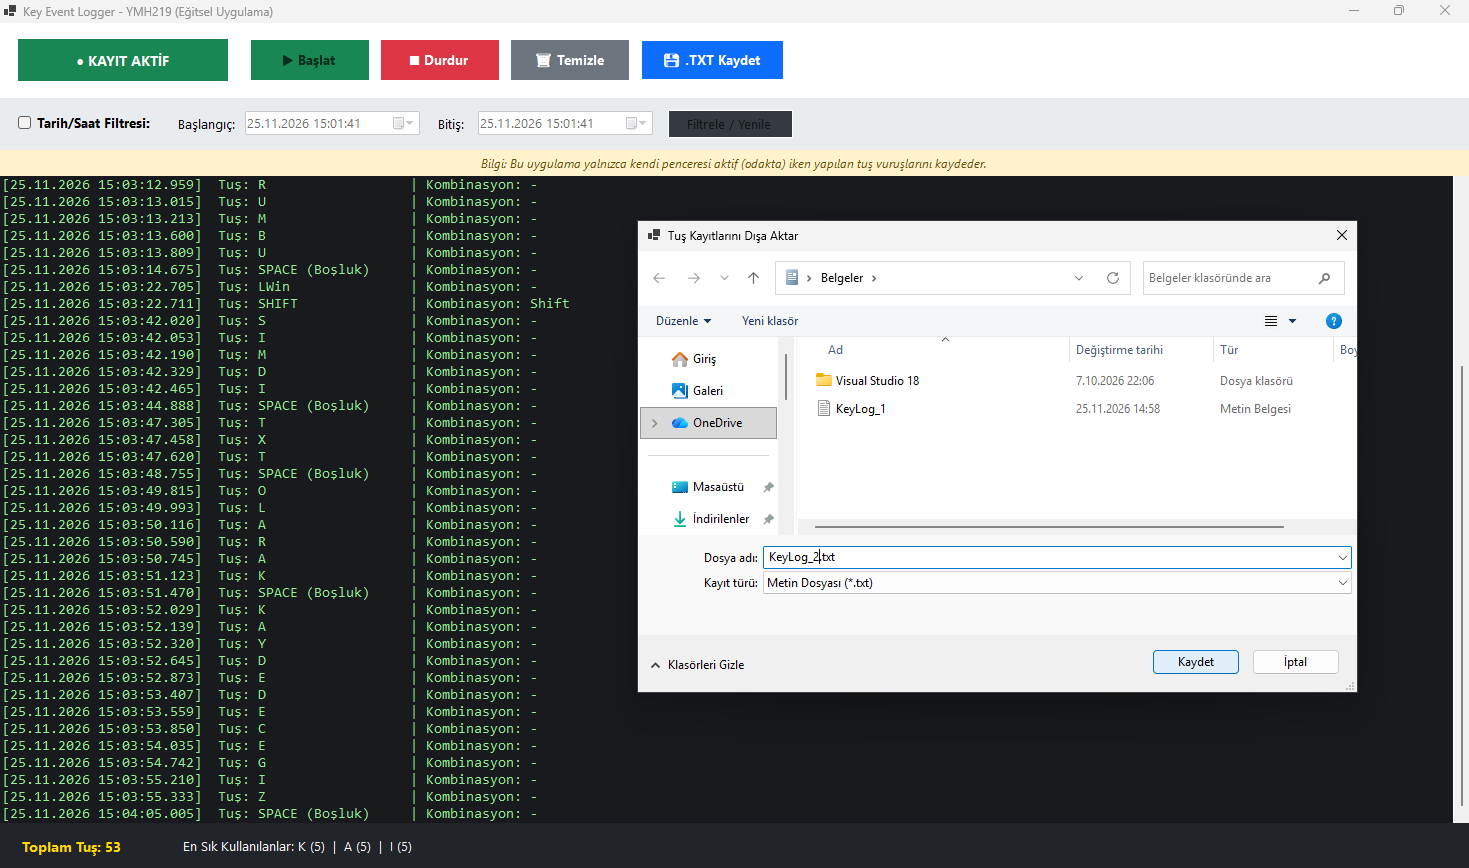 Key Event Logger - YMH219 (Eğitsel Uygulama)
● KAYIT AKTİF
Başlat
Durdur
Temizle
.TXT Kaydet
Tarih/Saat Filtresi:
Başlangıç:
25.11.2026 15:01:41
Bitiş:
25.11.2026 15:01:41
Filtrele / Yenile
Bilgi: Bu uygulama yalnızca kendi penceresi aktif (odakta) iken yapılan tuş vuruşlarını kaydeder.
[25.11.2026 15:03:12.959] Tuş: R | Kombinasyon: -
[25.11.2026 15:03:13.015] Tuş: U | Kombinasyon: -
[25.11.2026 15:03:13.213] Tuş: M | Kombinasyon: -
[25.11.2026 15:03:13.600] Tuş: B | Kombinasyon: -
[25.11.2026 15:03:13.809] Tuş: U | Kombinasyon: -
[25.11.2026 15:03:14.675] Tuş: SPACE (Boşluk) | Kombinasyon: -
[25.11.2026 15:03:22.705] Tuş: LWin | Kombinasyon: -
[25.11.2026 15:03:22.711] Tuş: SHIFT | Kombinasyon: Shift
[25.11.2026 15:03:42.020] Tuş: S | Kombinasyon: -
[25.11.2026 15:03:42.053] Tuş: I | Kombinasyon: -
[25.11.2026 15:03:42.190] Tuş: M | Kombinasyon: -
[25.11.2026 15:03:42.329] Tuş: D | Kombinasyon: -
[25.11.2026 15:03:42.465] Tuş: I | Kombinasyon: -
[25.11.2026 15:03:44.888] Tuş: SPACE (Boşluk) | Kombinasyon: -
[25.11.2026 15:03:47.305] Tuş: T | Kombinasyon: -
[25.11.2026 15:03:47.458] Tuş: X | Kombinasyon: -
[25.11.2026 15:03:47.620] Tuş: T | Kombinasyon: -
[25.11.2026 15:03:48.755] Tuş: SPACE (Boşluk) | Kombinasyon: -
[25.11.2026 15:03:49.815] Tuş: O | Kombinasyon: -
[25.11.2026 15:03:49.993] Tuş: L | Kombinasyon: -
[25.11.2026 15:03:50.116] Tuş: A | Kombinasyon: -
[25.11.2026 15:03:50.590] Tuş: R | Kombinasyon: -
[25.11.2026 15:03:50.745] Tuş: A | Kombinasyon: -
[25.11.2026 15:03:51.123] Tuş: K | Kombinasyon: -
[25.11.2026 15:03:51.470] Tuş: SPACE (Boşluk) | Kombinasyon: -
[25.11.2026 15:03:52.029] Tuş: K | Kombinasyon: -
[25.11.2026 15:03:52.139] Tuş: A | Kombinasyon: -
[25.11.2026 15:03:52.320] Tuş: Y | Kombinasyon: -
[25.11.2026 15:03:52.645] Tuş: D | Kombinasyon: -
[25.11.2026 15:03:52.873] Tuş: E | Kombinasyon: -
[25.11.2026 15:03:53.407] Tuş: D | Kombinasyon: -
[25.11.2026 15:03:53.559] Tuş: E | Kombinasyon: -
[25.11.2026 15:03:53.850] Tuş: C | Kombinasyon: -
[25.11.2026 15:03:54.035] Tuş: E | Kombinasyon: -
[25.11.2026 15:03:54.742] Tuş: G | Kombinasyon: -
[25.11.2026 15:03:55.210] Tuş: I | Kombinasyon: -
[25.11.2026 15:03:55.333] Tuş: Z | Kombinasyon: -
[25.11.2026 15:04:05.005] Tuş: SPACE (Boşluk) | Kombinasyon: -
Tuş Kayıtlarını Dışa Aktar
Belgeler
Belgeler klasöründe ara
Düzenle
Yeni klasör
Giriş
Galeri
OneDrive
Masaüstü
İndirilenler
Ad Değiştirme tarihi Tür Boy
Visual Studio 18 7.10.2026 22:06 Dosya klasörü
KeyLog_1 25.11.2026 14:58 Metin Belgesi
Dosya adı: KeyLog_2.txt
Kayıt türü: Metin Dosyası (*.txt)
Klasörleri Gizle
Kaydet
İptal
Toplam Tuş: 53
En Sık Kullanılanlar: K (5) | A (5) | I (5)